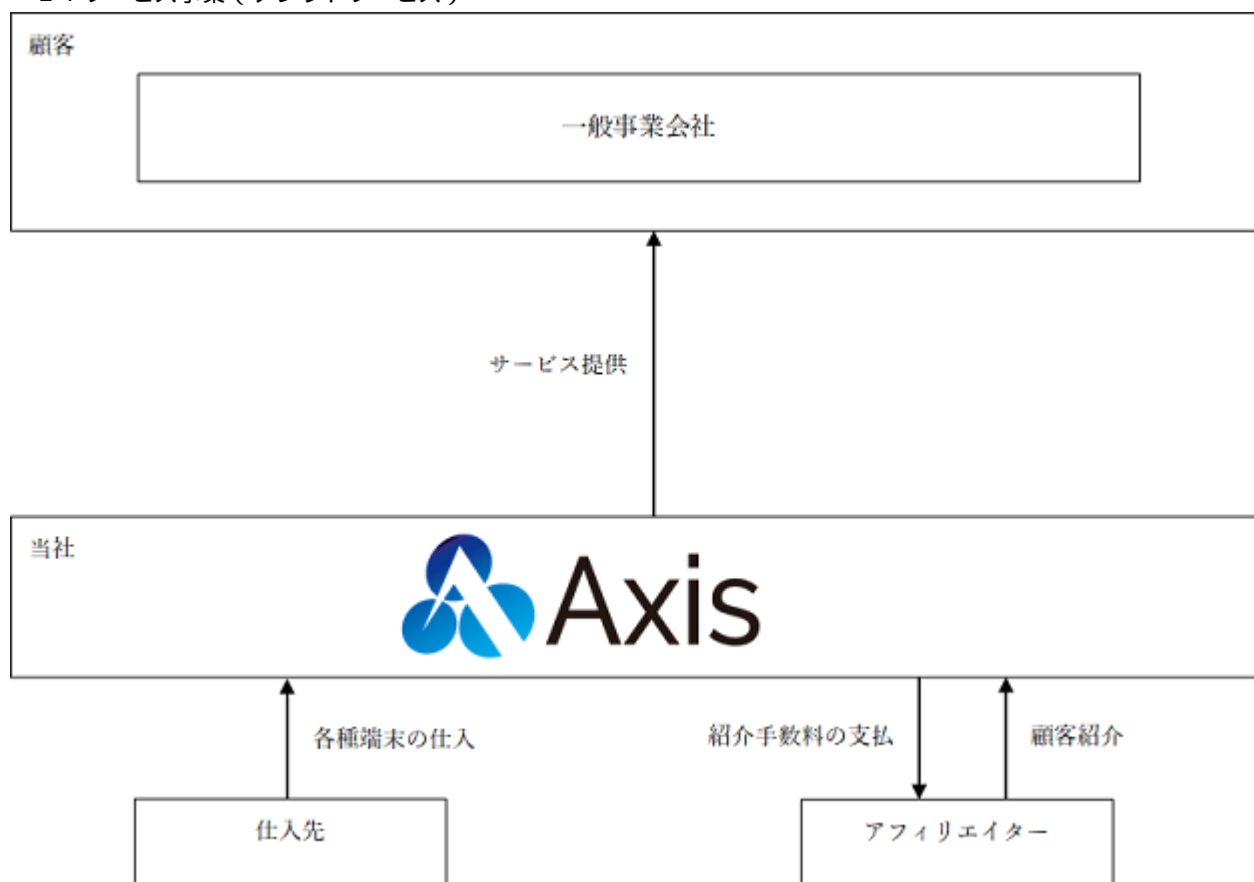 顧客
一般事業会社
サービス提供
当社
Axis
各種端末の仕入
紹介手数料の支払
顧客紹介
仕入先
アフィリエイター